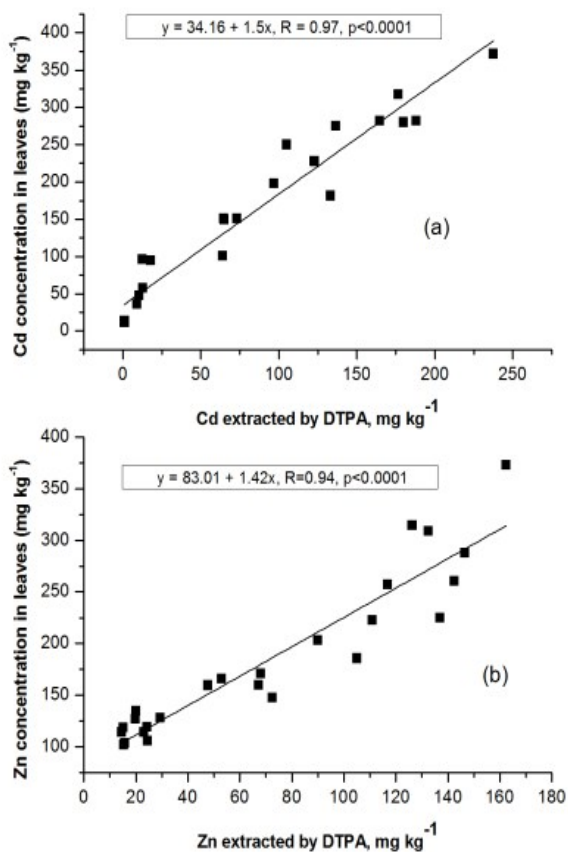 y = 34.16 + 1.5x, R = 0.97, p<0.0001
400
350
300
250
200
150
100
50
0
Cd concentration in leaves (mg kg⁻¹)
(a)
0 50 100 150 200 250
Cd extracted by DTPA, mg kg⁻¹
y = 83.01 + 1.42x, R=0.94, p<0.0001
400
350
300
250
200
150
100
Zn concentration in leaves (mg kg⁻¹)
(b)
0 20 40 60 80 100 120 140 160 180
Zn extracted by DTPA, mg kg⁻¹